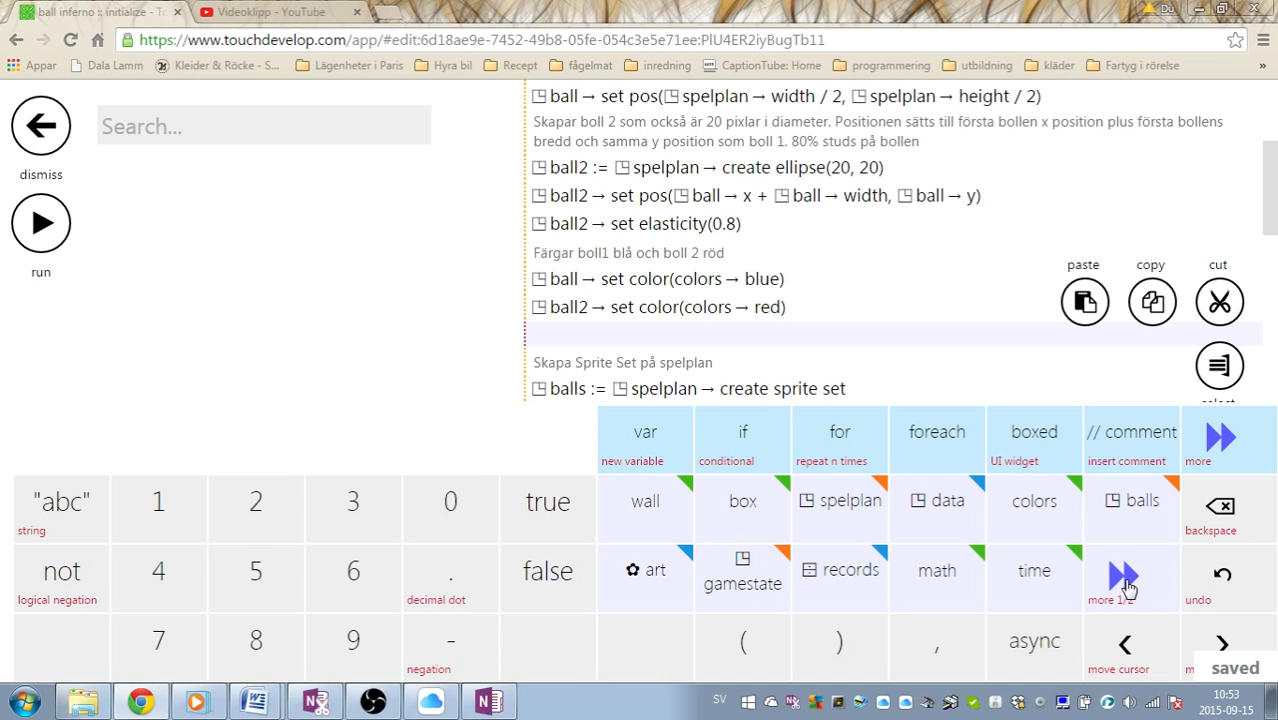 ball inferno :: initialize - T
Videoklipp - YouTube
Du
https://www.touchdevelop.com/app/#edit:6d18ae9e-7452-49b8-05fe-054c3e5e71ee:PlU4ER2iyBugTb11
Appar Dala Lamm Kleider & Röcke - S... Lägenheter i Paris Hyra bil Recept fågelmat inredning CaptionTube: Home programmering utbildning kläder Fartyg i rörelse »
Search...
dismiss
run
ball → set pos(spelplan → width / 2, spelplan → height / 2)
Skapar boll 2 som också är 20 pixlar i diameter. Positionen sätts till första bollen x position plus första bollens
bredd och samma y position som boll 1. 80% studs på bollen
ball2 := spelplan → create ellipse(20, 20)
ball2 → set pos(ball → x + ball → width, ball → y)
ball2 → set elasticity(0.8)
Färgar boll1 blå och boll 2 röd
ball → set color(colors → blue)
ball2 → set color(colors → red)
Skapa Sprite Set på spelplan
balls := spelplan → create sprite set
paste copy cut
var if for foreach boxed // comment
new variable conditional repeat n times UI widget insert comment more
"abc" 1 2 3 0 true wall box spelplan data colors balls
string backspace
not 4 5 6 . false art gamestate records math time
logical negation decimal dot more 1/2 undo
7 8 9 - ( ) , async < >
negation move cursor
saved
SV
10:53
2015-09-15